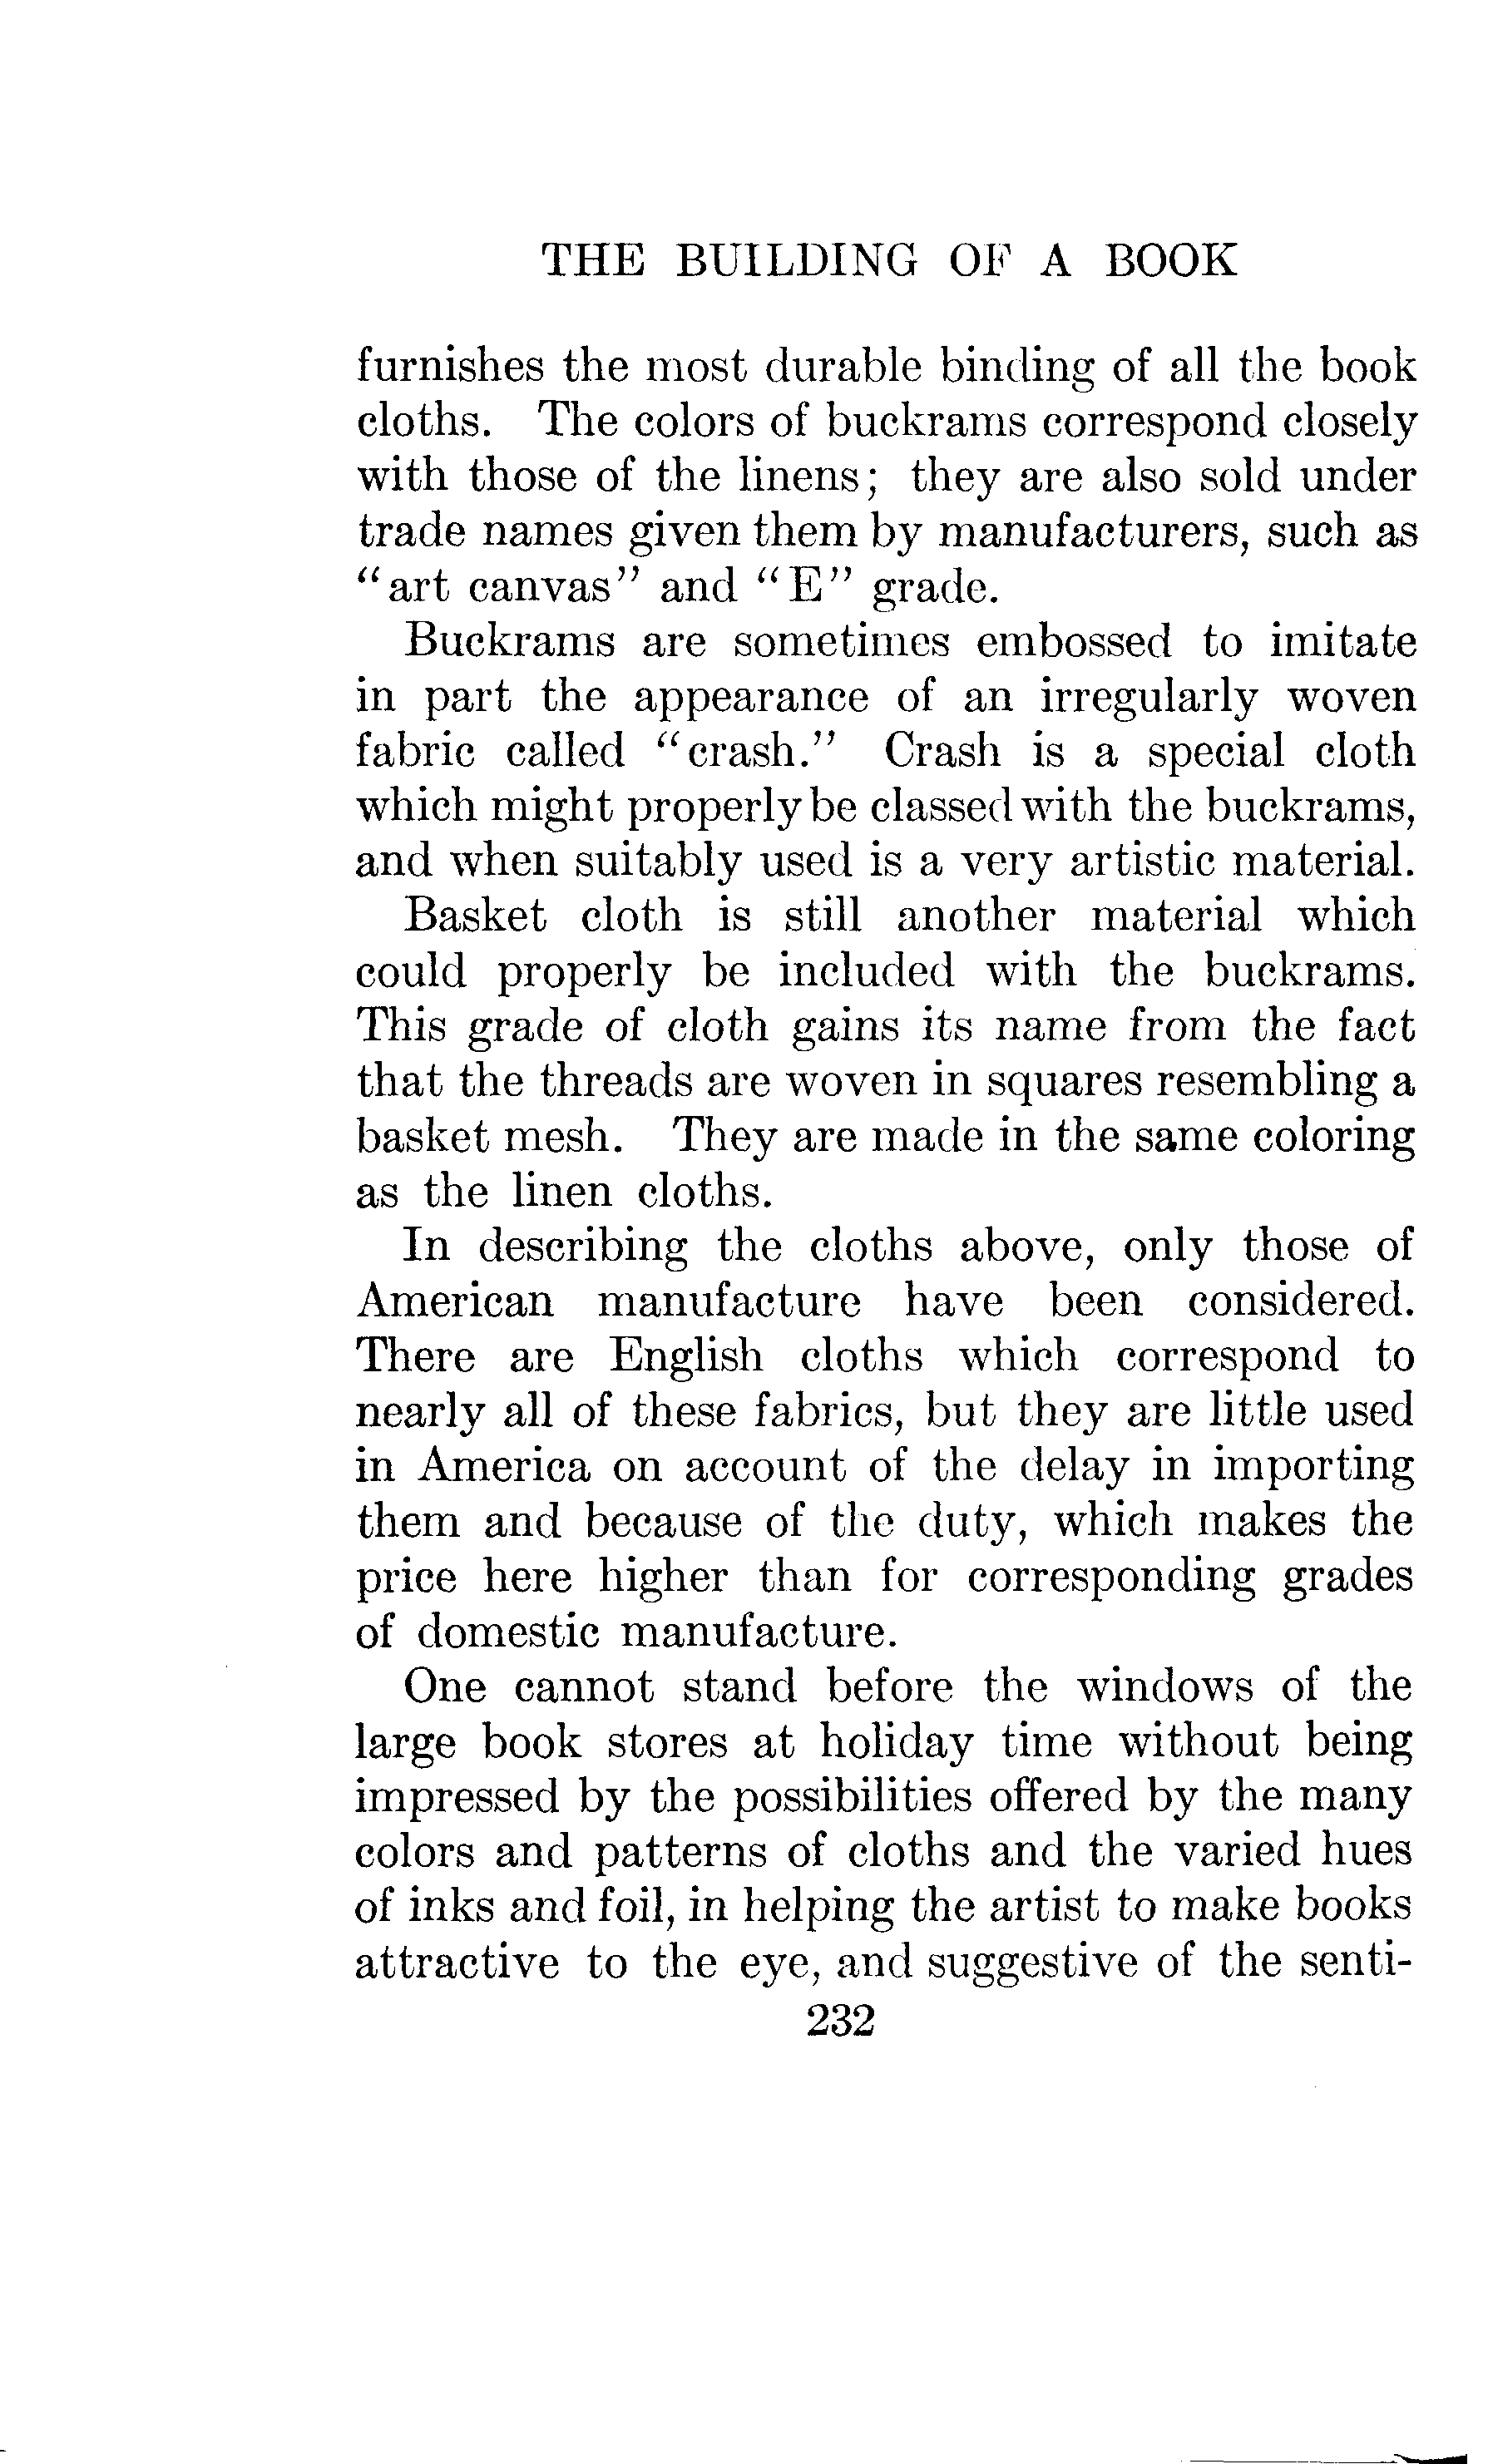 THE BUILDING OF A BOOK
furnishes the most durable binding of all the book
cloths. The colors of buckrams correspond closely
with those of the linens; they are also sold under
trade names given them by manufacturers, such as
"art canvas" and "E" grade.
Buckrams are sometimes embossed to imitate
in part the appearance of an irregularly woven
fabric called "crash." Crash is a special cloth
which might properly be classed with the buckrams,
and when suitably used is a very artistic material.
Basket cloth is still another material which
could properly be included with the buckrams.
This grade of cloth gains its name from the fact
that the threads are woven in squares resembling a
basket mesh. They are made in the same coloring
as the linen cloths.
In describing the cloths above, only those of
American manufacture have been considered.
There are English cloths which correspond to
nearly all of these fabrics, but they are little used
in America on account of the delay in importing
them and because of the duty, which makes the
price here higher than for corresponding grades
of domestic manufacture.
One cannot stand before the windows of the
large book stores at holiday time without being
impressed by the possibilities offered by the many
colors and patterns of cloths and the varied hues
of inks and foil, in helping the artist to make books
attractive to the eye, and suggestive of the senti-
232